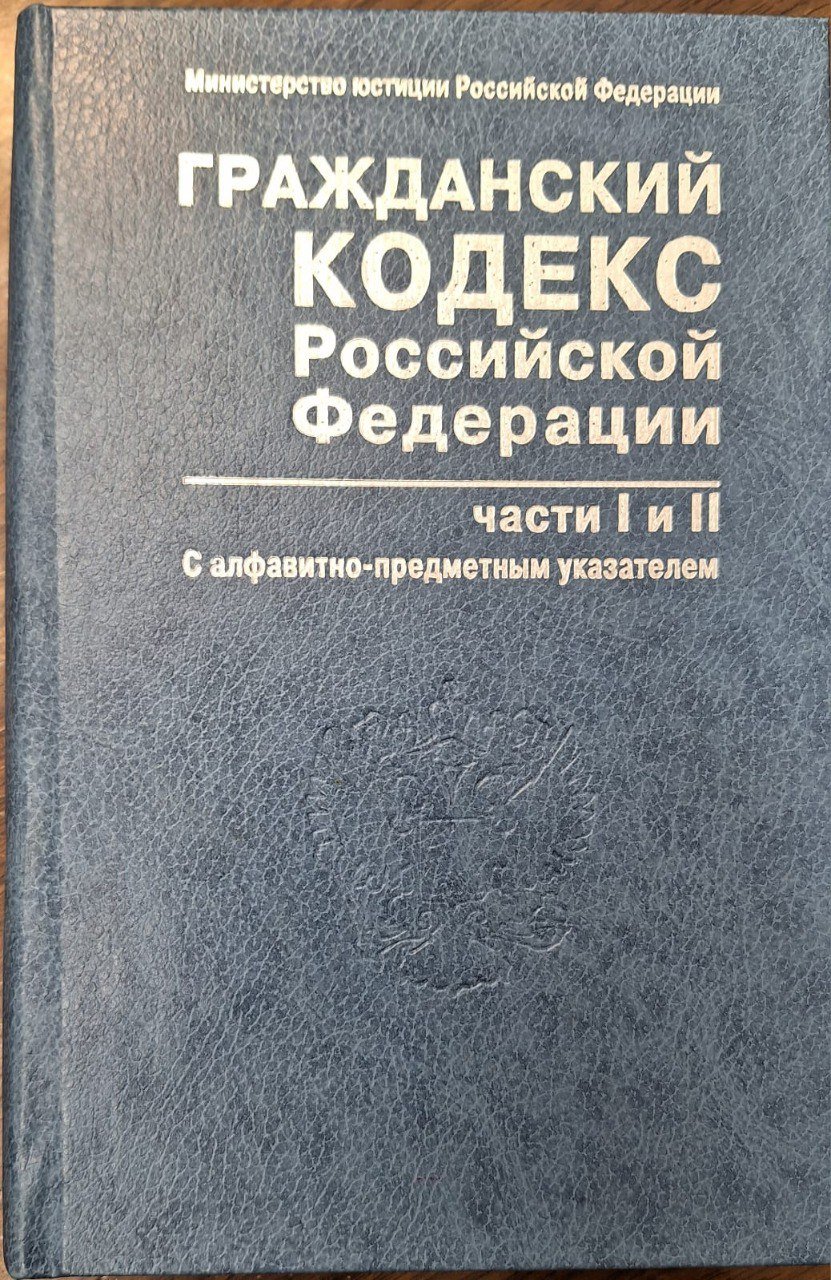 Министерство юстиции Российской Федерации
ГРАЖДАНСКИЙ
КОДЕКС
Российской
Федерации
части I и II
С алфавитно-предметным указателем